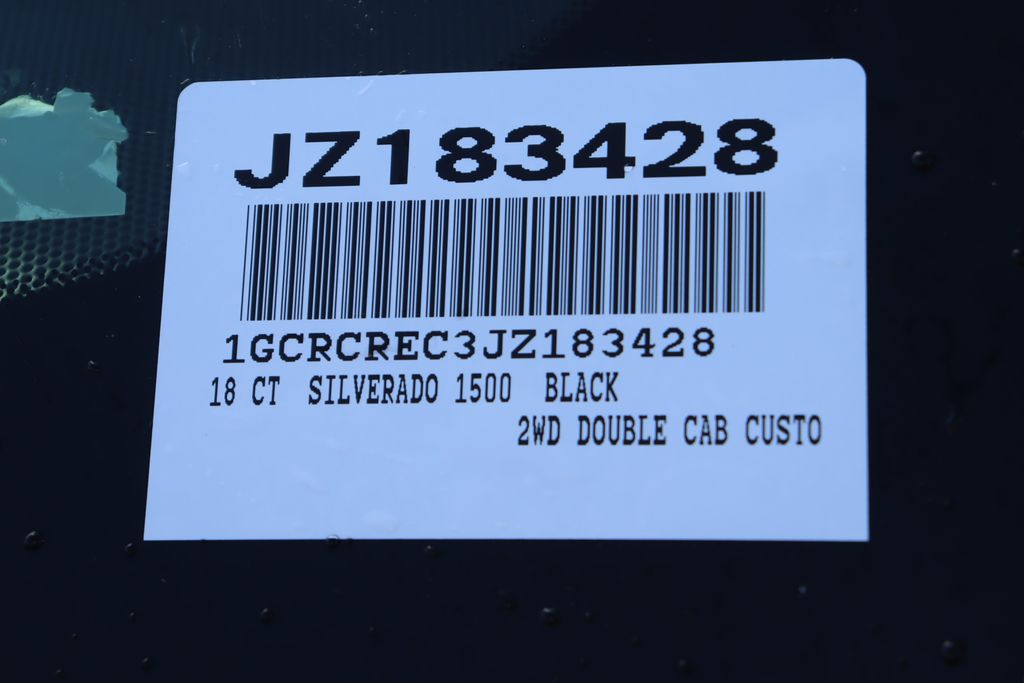 JZ183428
1GCRCREC3JZ183428
18 CT SILVERADO 1500 BLACK
2WD DOUBLE CAB CUSTO